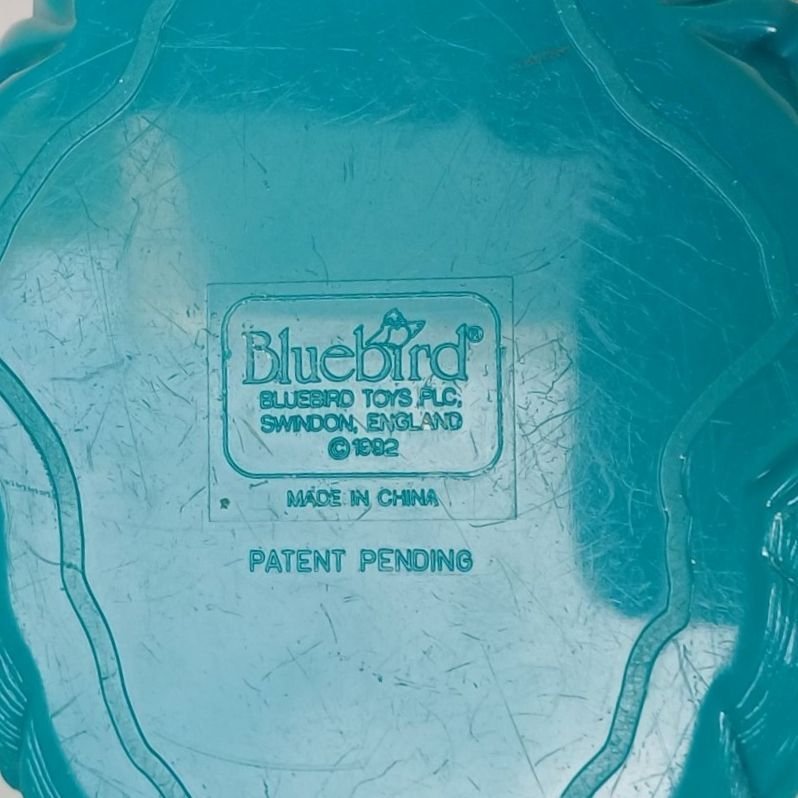 Bluebird®
BLUEBIRD TOYS PLC,
SWINDON, ENGLAND
©1992
MADE IN CHINA
PATENT PENDING